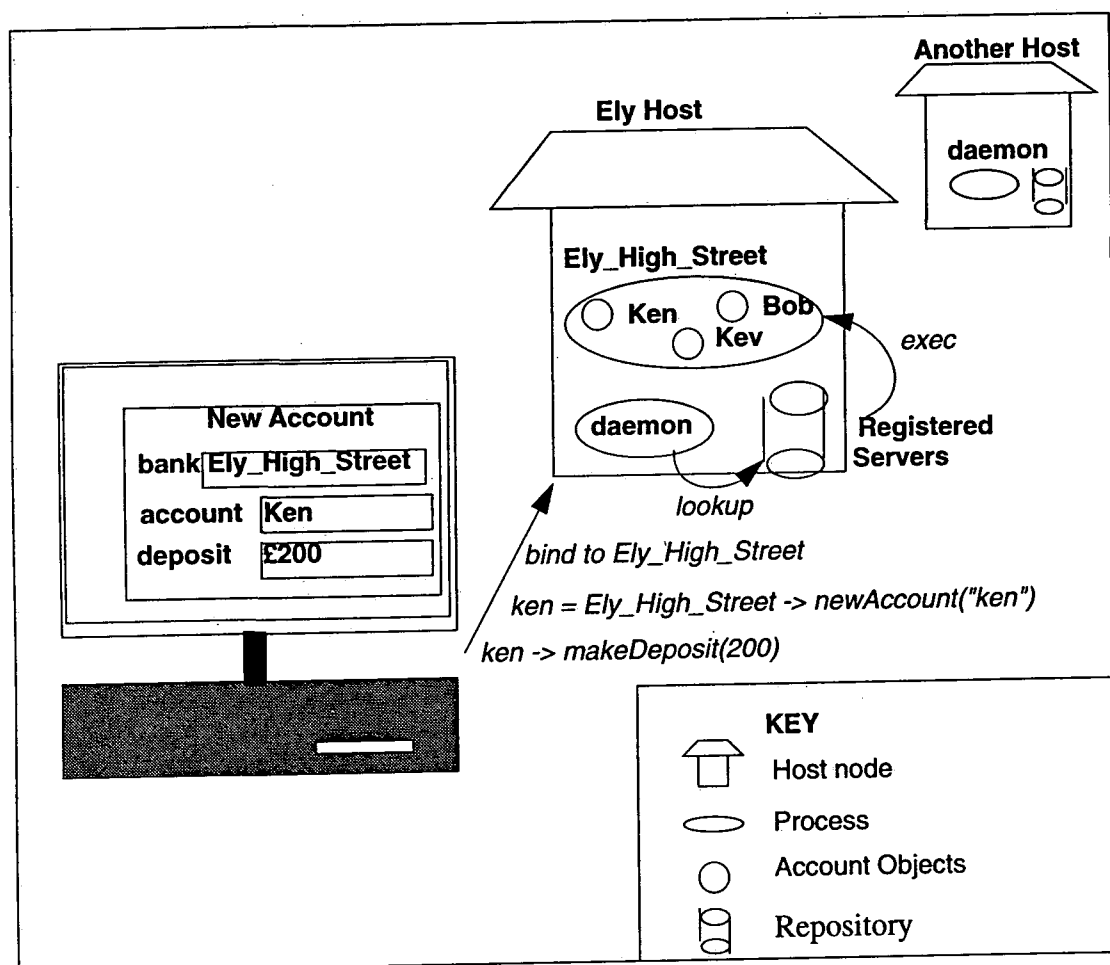 Another Host
daemon
Ely Host
Ely_High_Street
Ken
Bob
Kev
exec
daemon
Registered
Servers
lookup
New Account
bank Ely_High_Street
account Ken
deposit £200
bind to Ely_High_Street
ken = Ely_High_Street -> newAccount("ken")
ken -> makeDeposit(200)
KEY
Host node
Process
Account Objects
Repository